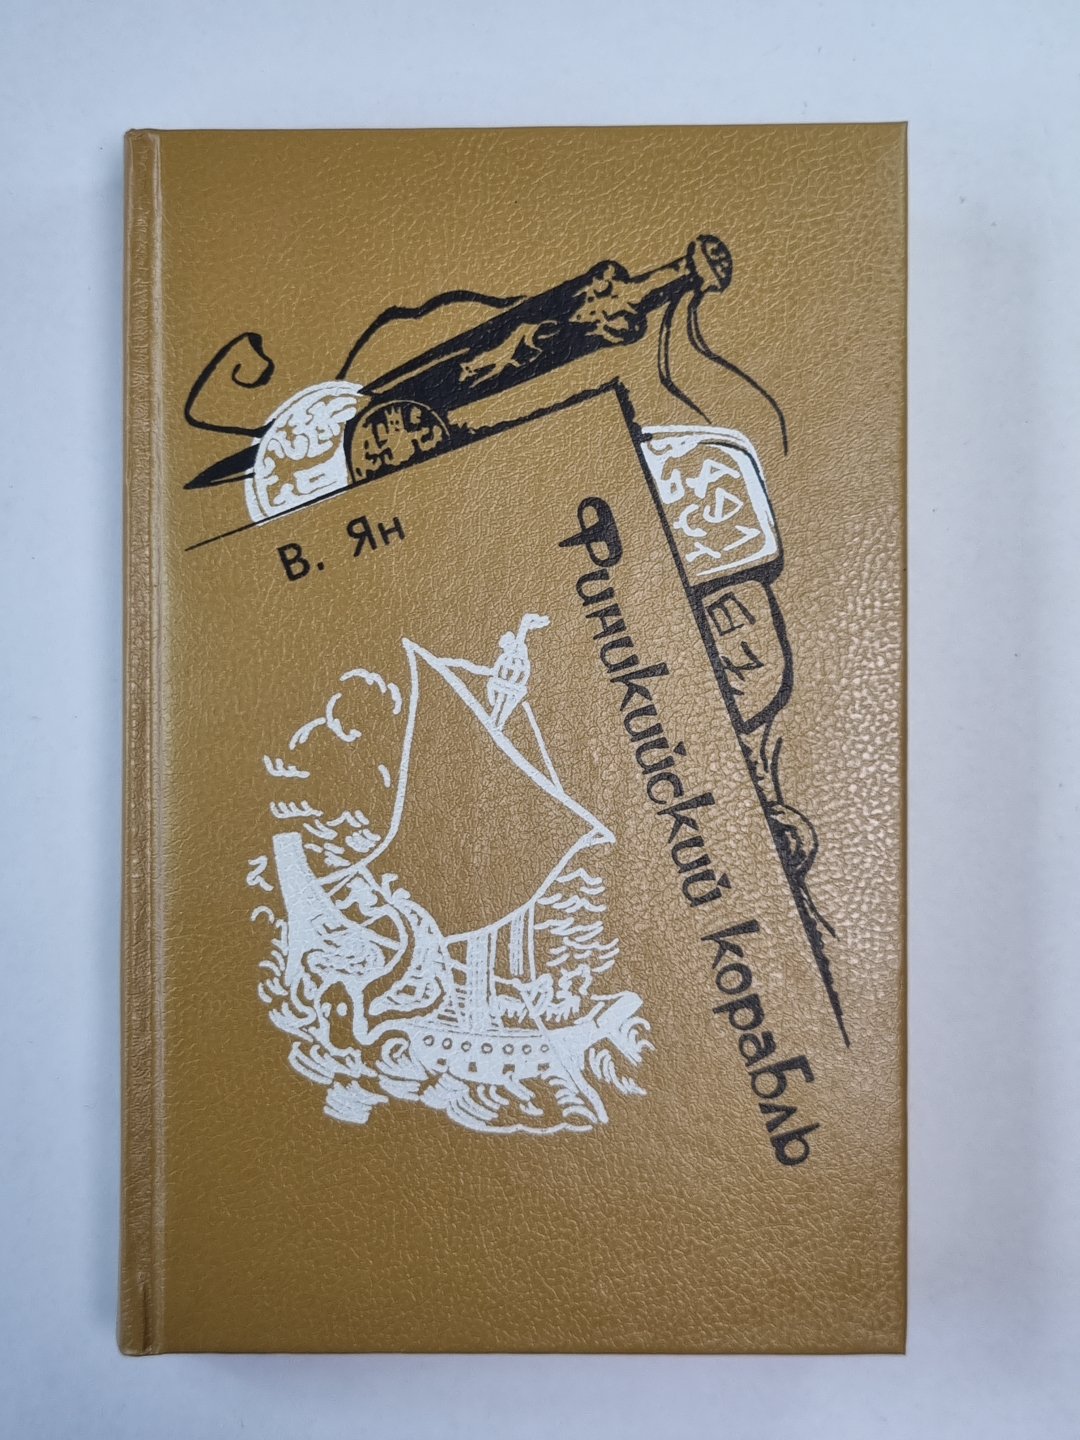 В. Ян
Финикийский корабль